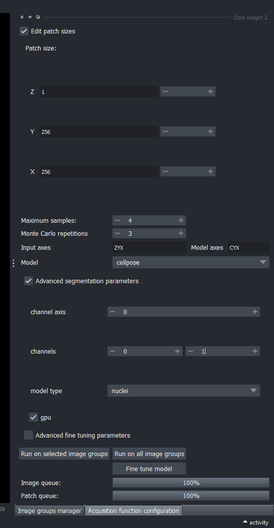 Dock widget 2
Edit patch sizes
Patch size:
Z 1
Y 256
X 256
Maximum samples: 4
Monte Carlo repetitions 3
Input axes ZYX Model axes CYX
Model cellpose
Advanced segmentation parameters
channel axis 0
channels 0 1
model type nuclei
gpu
Advanced fine tuning parameters
Run on selected image groups Run on all image groups
Fine tune model
Image queue: 100%
Patch queue: 100%
Image groups manager Acquisition function configuration
activity